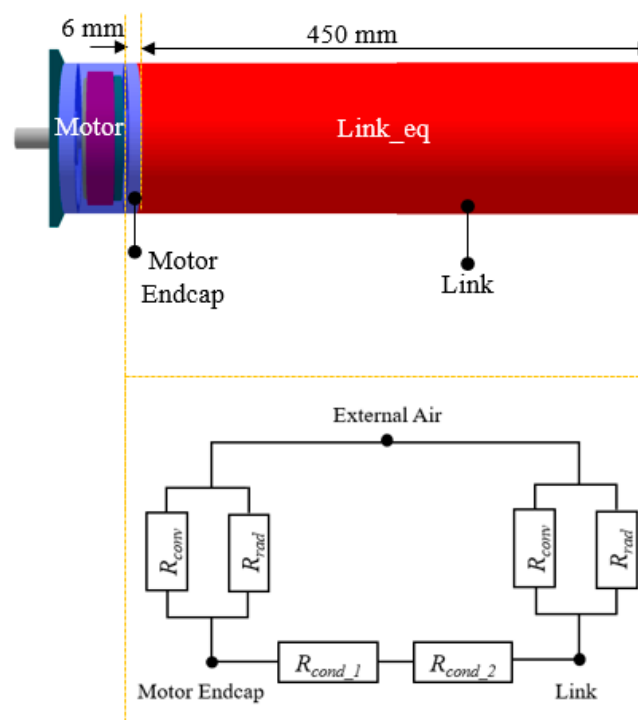 6 mm
450 mm
Motor
Link_eq
Motor
Endcap
Link
External Air
R_conv
R_rad
R_conv
R_rad
R_cond_1
R_cond_2
Motor Endcap
Link